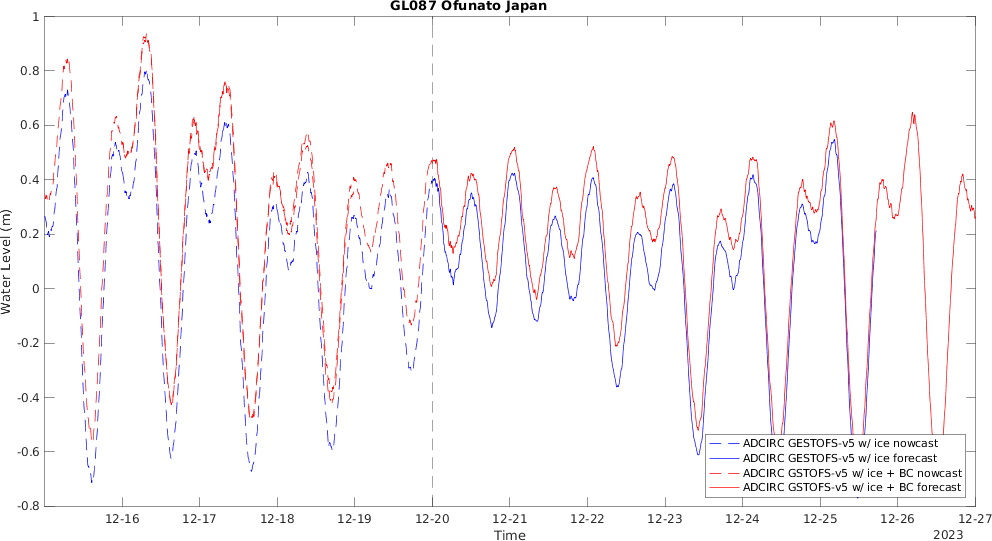 GL087 Ofunato Japan
1
0.8
0.6
0.4
0.2
0
-0.2
-0.4
-0.6
-0.8
Water Level (m)
ADCIRC GESTOFS-v5 w/ ice nowcast
ADCIRC GESTOFS-v5 w/ ice forecast
ADCIRC GSTOFS-v5 w/ ice + BC nowcast
ADCIRC GSTOFS-v5 w/ ice + BC forecast
12-16 12-17 12-18 12-19 12-20 12-21 12-22 12-23 12-24 12-25 12-26 12-27
Time
2023